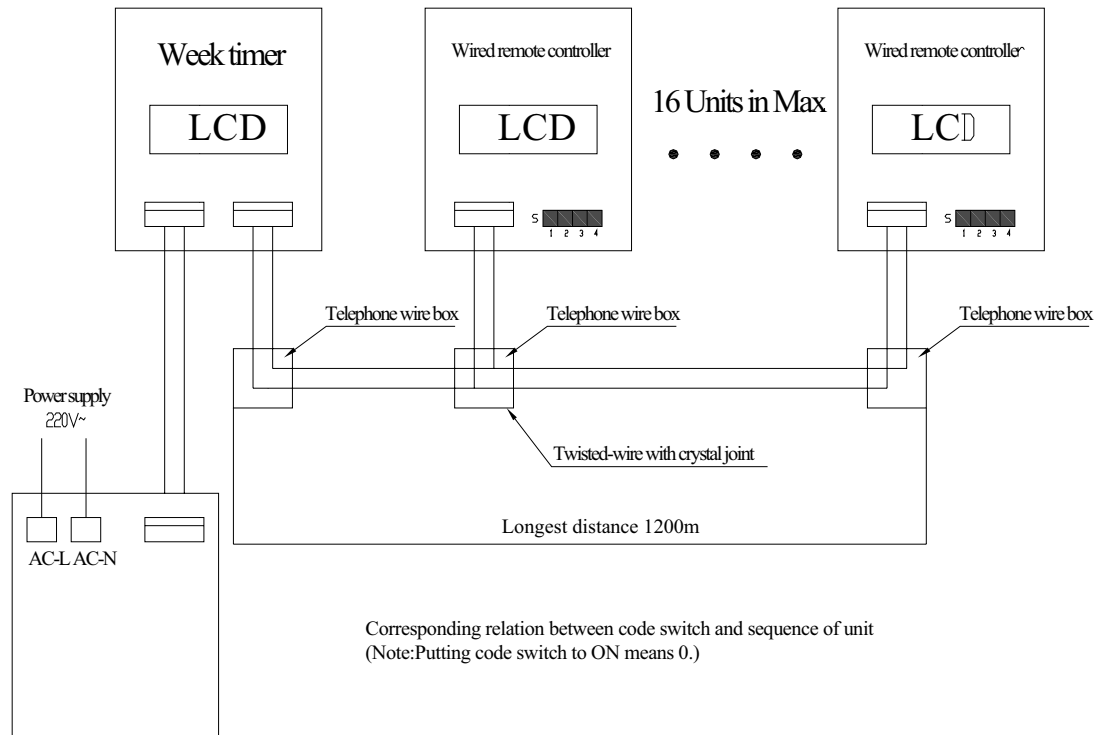 Week timer
LCD
Wired remote controller
LCD
S
1 2 3 4
16 Units in Max
Wired remote controller
LCD
S
1 2 3 4
Telephone wire box
Telephone wire box
Telephone wire box
Power supply
220V~
Twisted-wire with crystal joint
AC-L AC-N
Longest distance 1200m
Corresponding relation between code switch and sequence of unit
(Note:Putting code switch to ON means 0.)